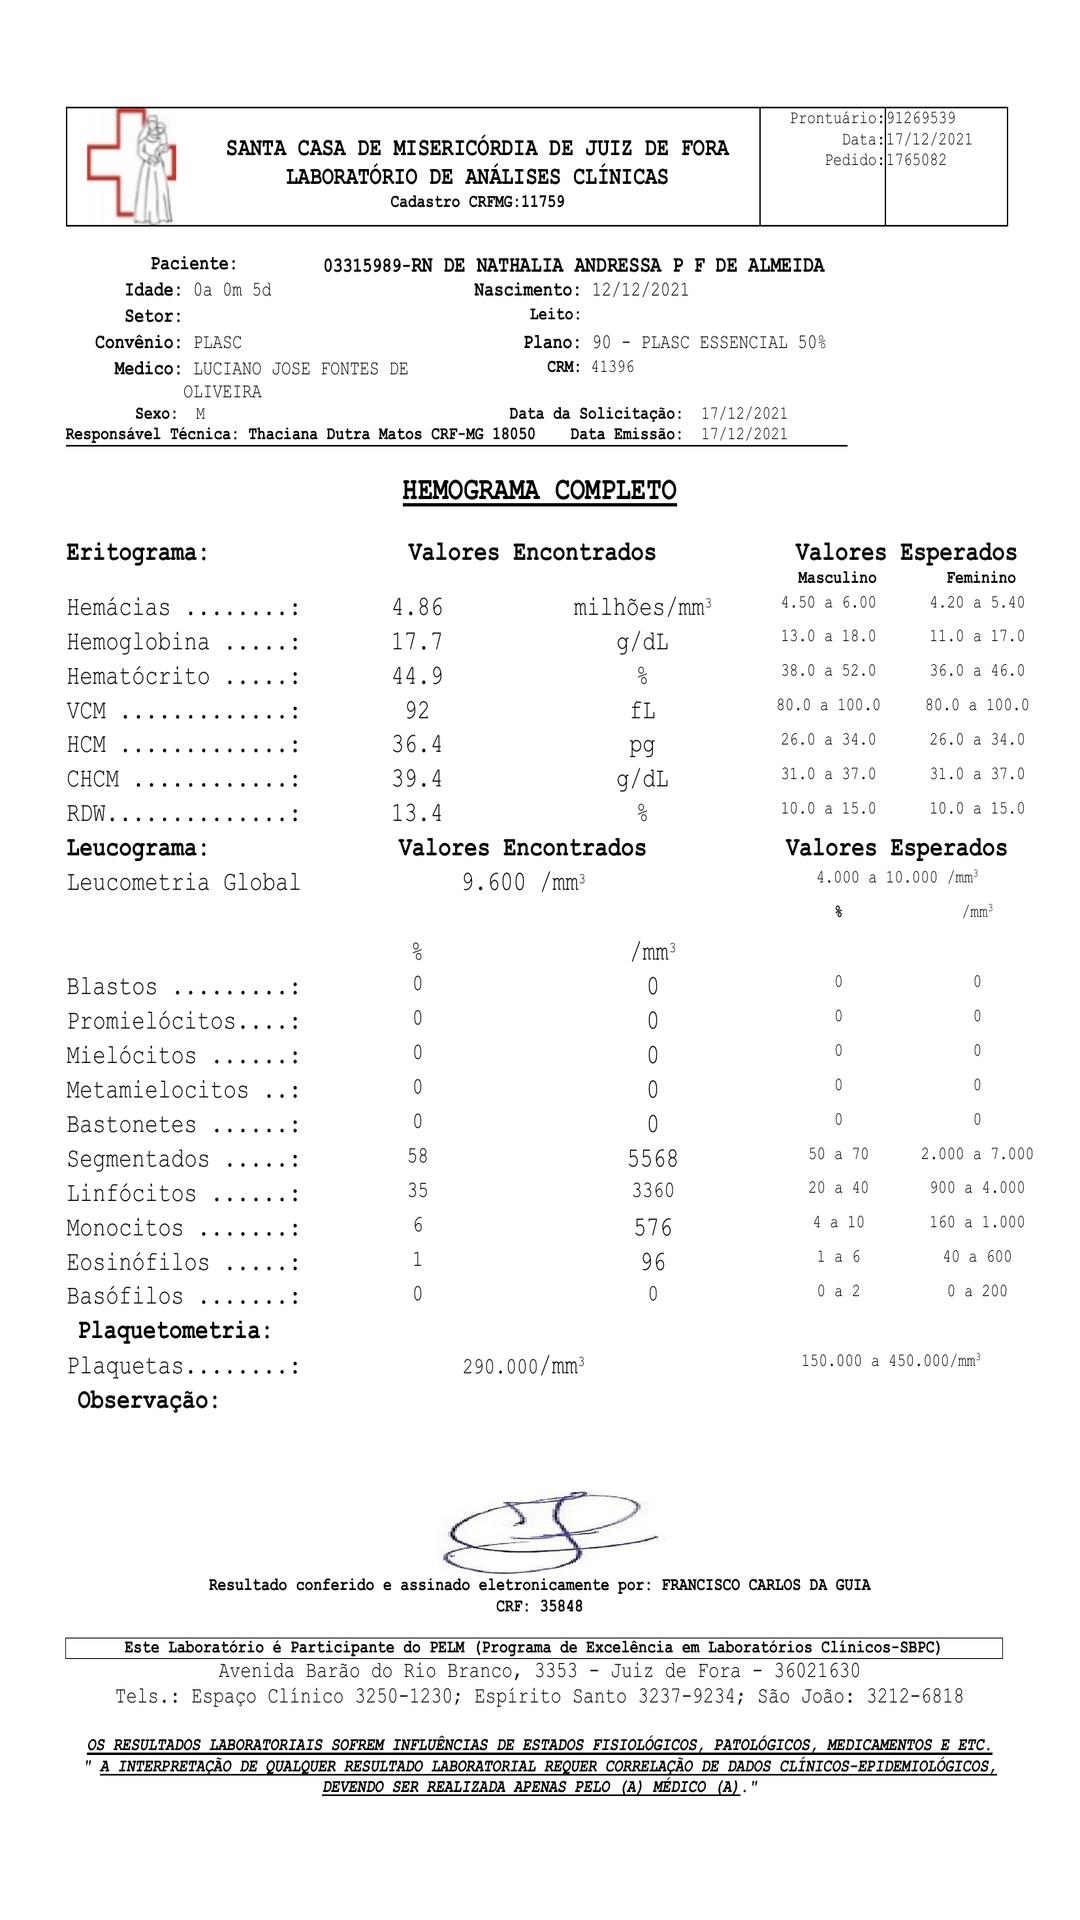 SANTA CASA DE MISERICÓRDIA DE JUIZ DE FORA
LABORATÓRIO DE ANÁLISES CLÍNICAS
Cadastro CRFMG:11759
Prontuário:91269539
Data:17/12/2021
Pedido:1765082
Paciente: 03315989-RN DE NATHALIA ANDRESSA P F DE ALMEIDA
Idade: 0a 0m 5d Nascimento: 12/12/2021
Setor: Leito:
Convênio: PLASC Plano: 90 - PLASC ESSENCIAL 50%
Medico: LUCIANO JOSE FONTES DE CRM: 41396
OLIVEIRA
Sexo: M Data da Solicitação: 17/12/2021
Responsável Técnica: Thaciana Dutra Matos CRF-MG 18050 Data Emissão: 17/12/2021
HEMOGRAMA COMPLETO
Eritograma: Valores Encontrados Valores Esperados
Masculino Feminino
Hemácias ........: 4.86 milhões/mm³ 4.50 a 6.00 4.20 a 5.40
Hemoglobina .....: 17.7 g/dL 13.0 a 18.0 11.0 a 17.0
Hematócrito .....: 44.9 % 38.0 a 52.0 36.0 a 46.0
VCM .............: 92 fL 80.0 a 100.0 80.0 a 100.0
HCM .............: 36.4 pg 26.0 a 34.0 26.0 a 34.0
CHCM ............: 39.4 g/dL 31.0 a 37.0 31.0 a 37.0
RDW..............: 13.4 % 10.0 a 15.0 10.0 a 15.0
Leucograma: Valores Encontrados Valores Esperados
Leucometria Global 9.600 /mm³ 4.000 a 10.000 /mm³
% /mm³
% /mm³
Blastos .........: 0 0 0 0
Promielócitos....: 0 0 0 0
Mielócitos ......: 0 0 0 0
Metamielocitos ..: 0 0 0 0
Bastonetes ......: 0 0 0 0
Segmentados .....: 58 5568 50 a 70 2.000 a 7.000
Linfócitos ......: 35 3360 20 a 40 900 a 4.000
Monocitos .......: 6 576 4 a 10 160 a 1.000
Eosinófilos .....: 1 96 1 a 6 40 a 600
Basófilos .......: 0 0 0 a 2 0 a 200
Plaquetometria:
Plaquetas........: 290.000/mm³ 150.000 a 450.000/mm³
Observação:
Resultado conferido e assinado eletronicamente por: FRANCISCO CARLOS DA GUIA
CRF: 35848
Este Laboratório é Participante do PELM (Programa de Excelência em Laboratórios Clínicos-SBPC)
Avenida Barão do Rio Branco, 3353 - Juiz de Fora - 36021630
Tels.: Espaço Clínico 3250-1230; Espírito Santo 3237-9234; São João: 3212-6818
OS RESULTADOS LABORATORIAIS SOFREM INFLUÊNCIAS DE ESTADOS FISIOLÓGICOS, PATOLÓGICOS, MEDICAMENTOS E ETC.
" A INTERPRETAÇÃO DE QUALQUER RESULTADO LABORATORIAL REQUER CORRELAÇÃO DE DADOS CLÍNICOS-EPIDEMIOLÓGICOS,
DEVENDO SER REALIZADA APENAS PELO (A) MÉDICO (A)."